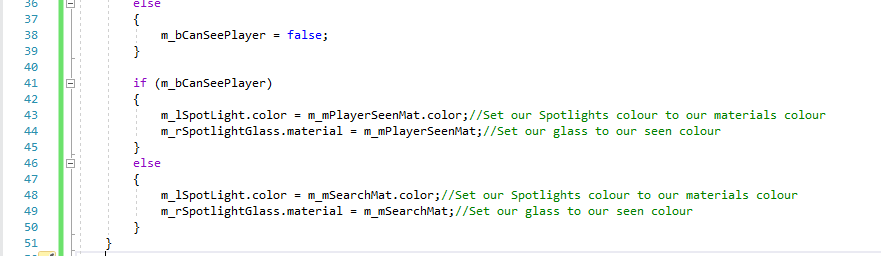 36 else
37 {
38 m_bCanSeePlayer = false;
39 }
40
41 if (m_bCanSeePlayer)
42 {
43 m_lSpotLight.color = m_mPlayerSeenMat.color;//Set our Spotlights colour to our materials colour
44 m_rSpotlightGlass.material = m_mPlayerSeenMat;//Set our glass to our seen colour
45 }
46 else
47 {
48 m_lSpotLight.color = m_mSearchMat.color;//Set our Spotlights colour to our materials colour
49 m_rSpotlightGlass.material = m_mSearchMat;//Set our glass to our seen colour
50 }
51 }